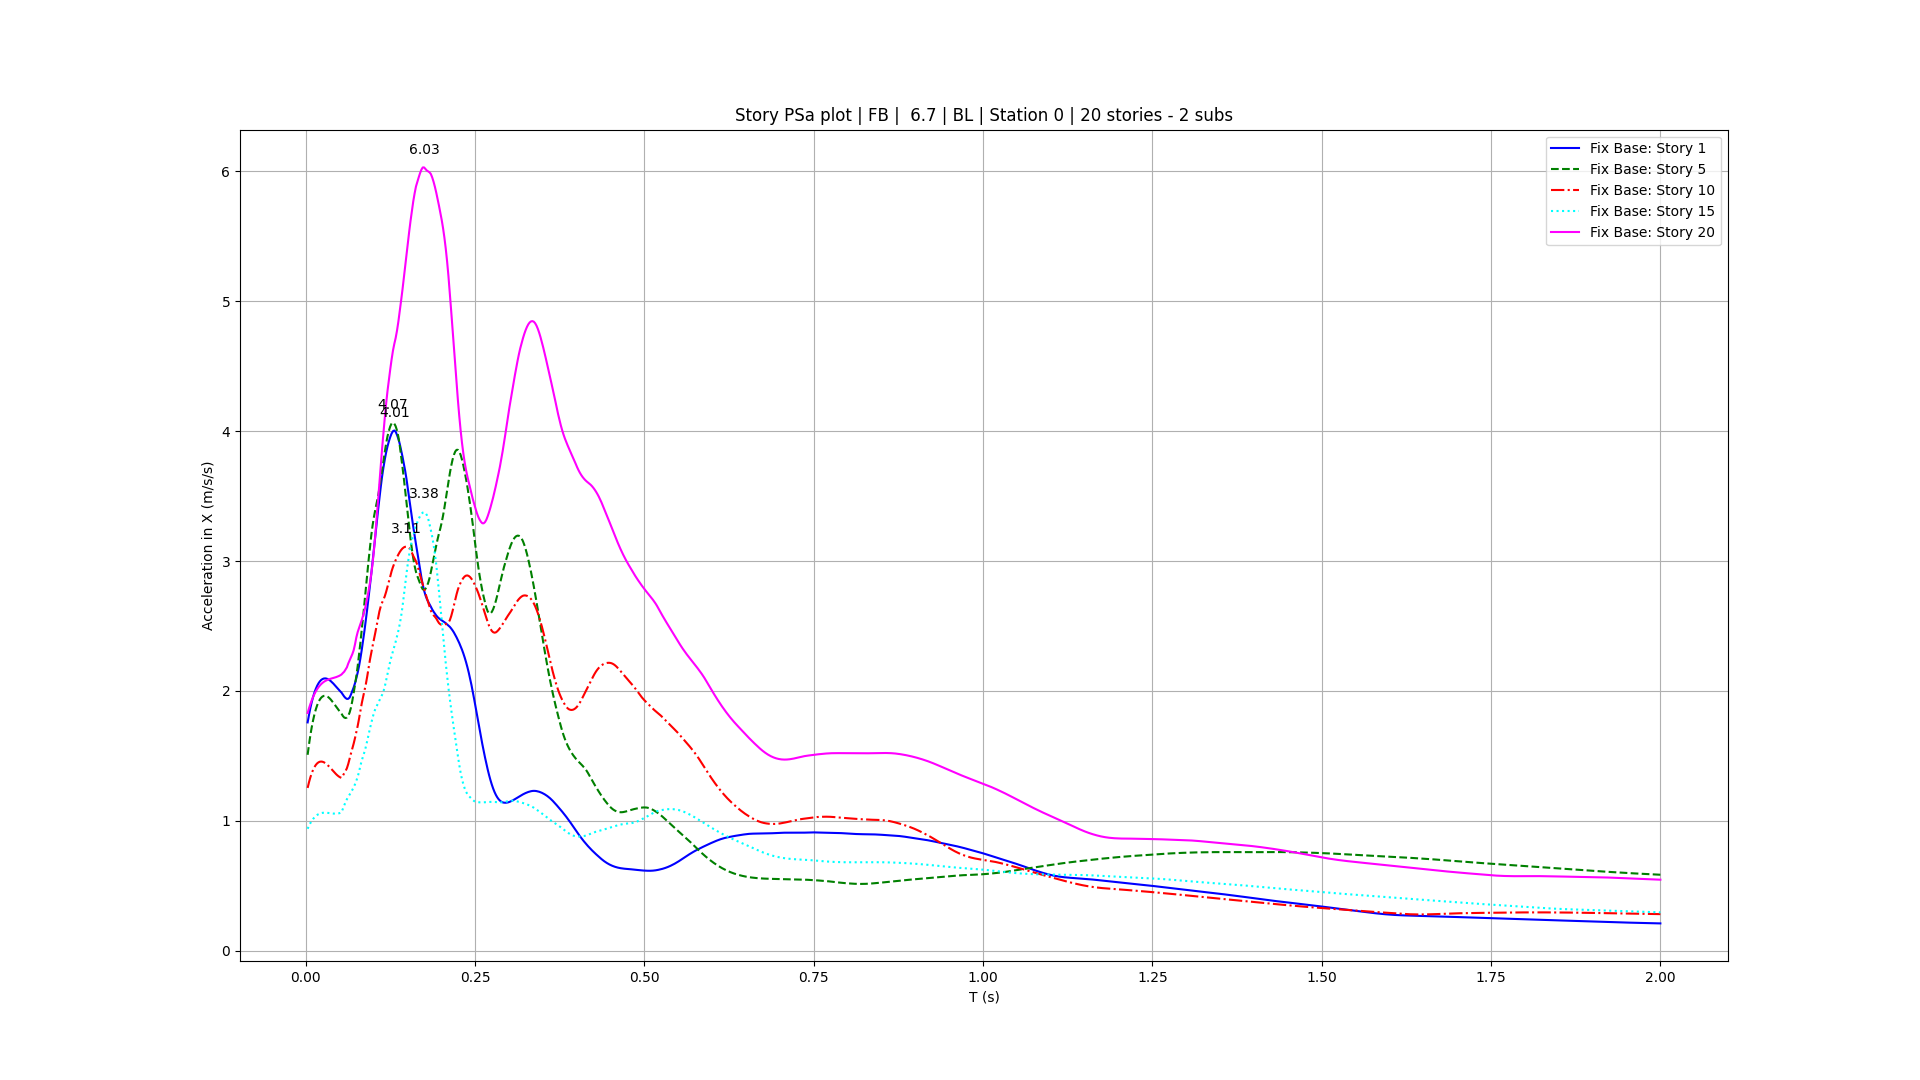 Story PSa plot | FB |  6.7 | BL | Station 0 | 20 stories - 2 subs
Fix Base: Story 1
Fix Base: Story 5
Fix Base: Story 10
Fix Base: Story 15
Fix Base: Story 20
6.03
4.07
4.01
3.38
3.11
Acceleration in X (m/s/s)
6
5
4
3
2
1
0
0.00 0.25 0.50 0.75 1.00 1.25 1.50 1.75 2.00
T (s)